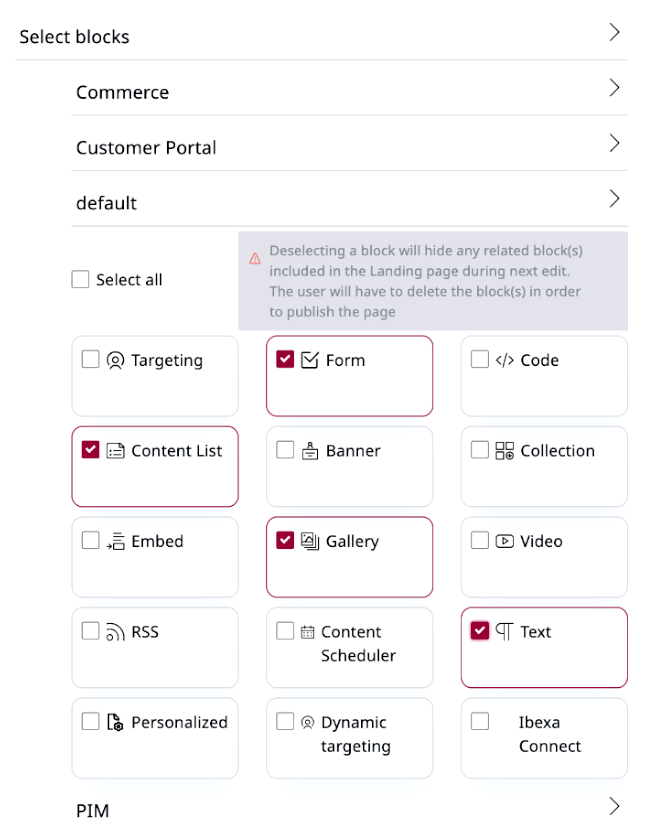 Select blocks
Commerce
Customer Portal
default
Select all
Deselecting a block will hide any related block(s)
included in the Landing page during next edit.
The user will have to delete the block(s) in order
to publish the page
Targeting
Form
Code
Content List
Banner
Collection
Embed
Gallery
Video
RSS
Content
Scheduler
Text
Personalized
Dynamic
targeting
Ibexa
Connect
PIM